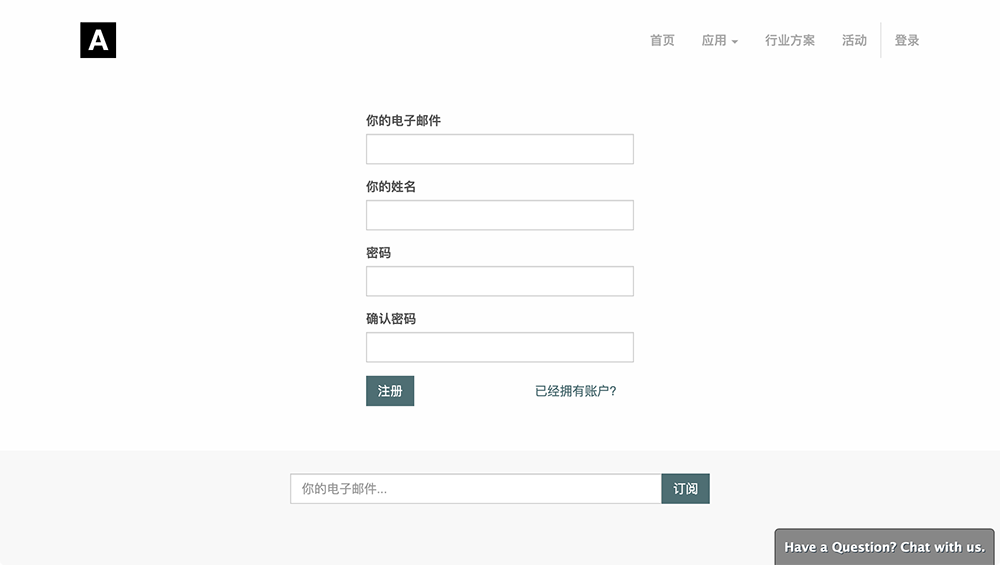 A
首页 应用 行业方案 活动 登录
你的电子邮件
你的姓名
密码
确认密码
注册 已经拥有账户?
你的电子邮件... 订阅
Have a Question? Chat with us.